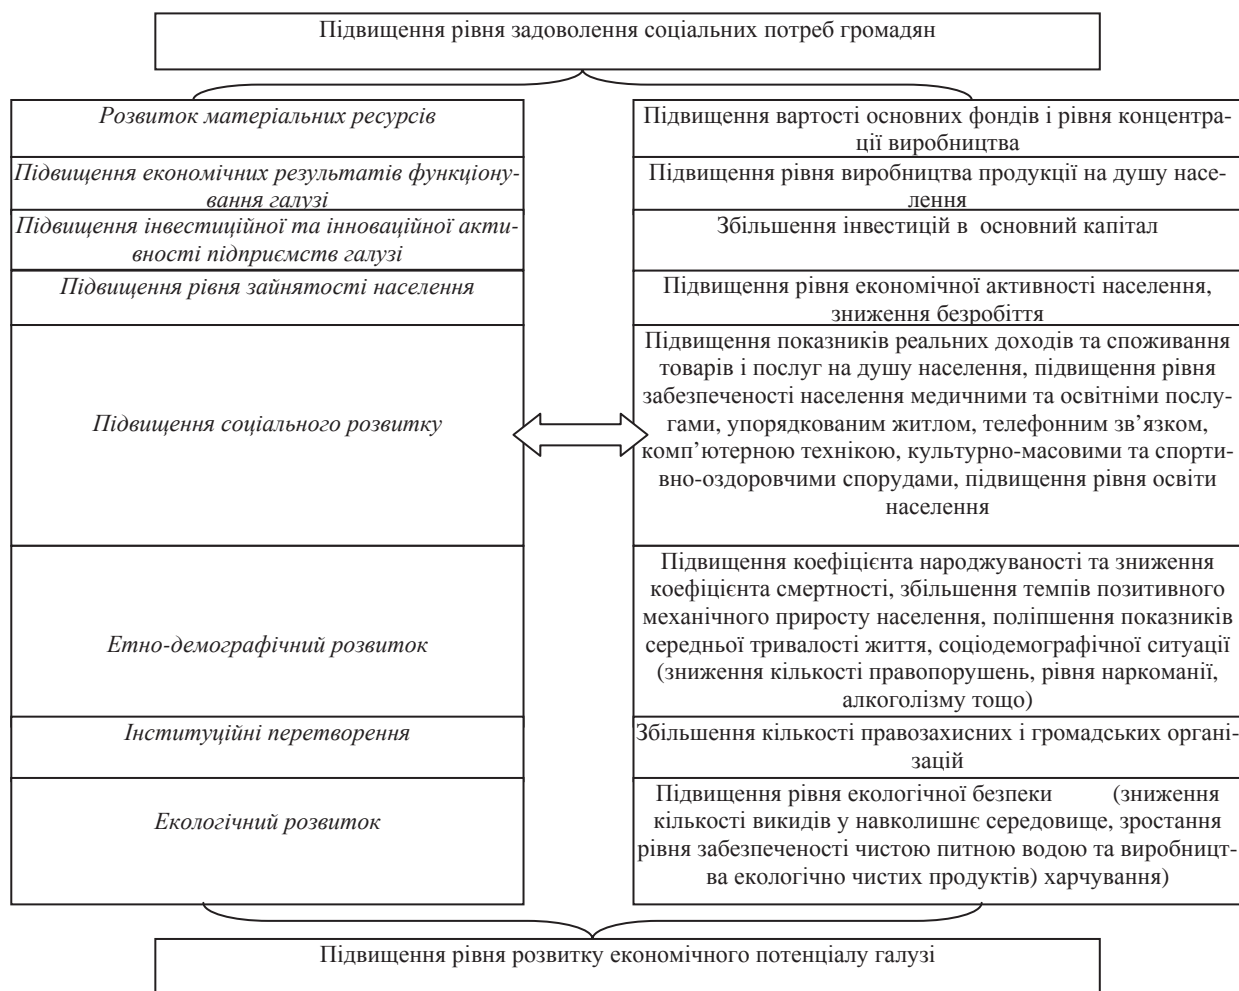 Підвищення рівня задоволення соціальних потреб громадян
Розвиток матеріальних ресурсів
Підвищення вартості основних фондів і рівня концентра-
ції виробництва
Підвищення економічних результатів функціону-
вання галузі
Підвищення рівня виробництва продукції на душу насе-
лення
Підвищення інвестиційної та інноваційної акти-
вності підприємств галузі
Збільшення інвестицій в основний капітал
Підвищення рівня зайнятості населення
Підвищення рівня економічної активності населення,
зниження безробіття
Підвищення соціального розвитку
Підвищення показників реальних доходів та споживання
товарів і послуг на душу населення, підвищення рівня
забезпеченості населення медичними та освітніми послу-
гами, упорядкованим житлом, телефонним зв’язком,
комп’ютерною технікою, культурно-масовими та спорти-
вно-оздоровчими спорудами, підвищення рівня освіти
населення
Етно-демографічний розвиток
Підвищення коефіцієнта народжуваності та зниження
коефіцієнта смертності, збільшення темпів позитивного
механічного приросту населення, поліпшення показників
середньої тривалості життя, соціодемографічної ситуації
(зниження кількості правопорушень, рівня наркоманії,
алкоголізму тощо)
Інституційні перетворення
Збільшення кількості правозахисних і громадських органі-
зацій
Екологічний розвиток
Підвищення рівня екологічної безпеки (зниження
кількості викидів у навколишнє середовище, зростання
рівня забезпеченості чистою питною водою та виробницт-
ва екологічно чистих продуктів) харчування)
Підвищення рівня розвитку економічного потенціалу галузі